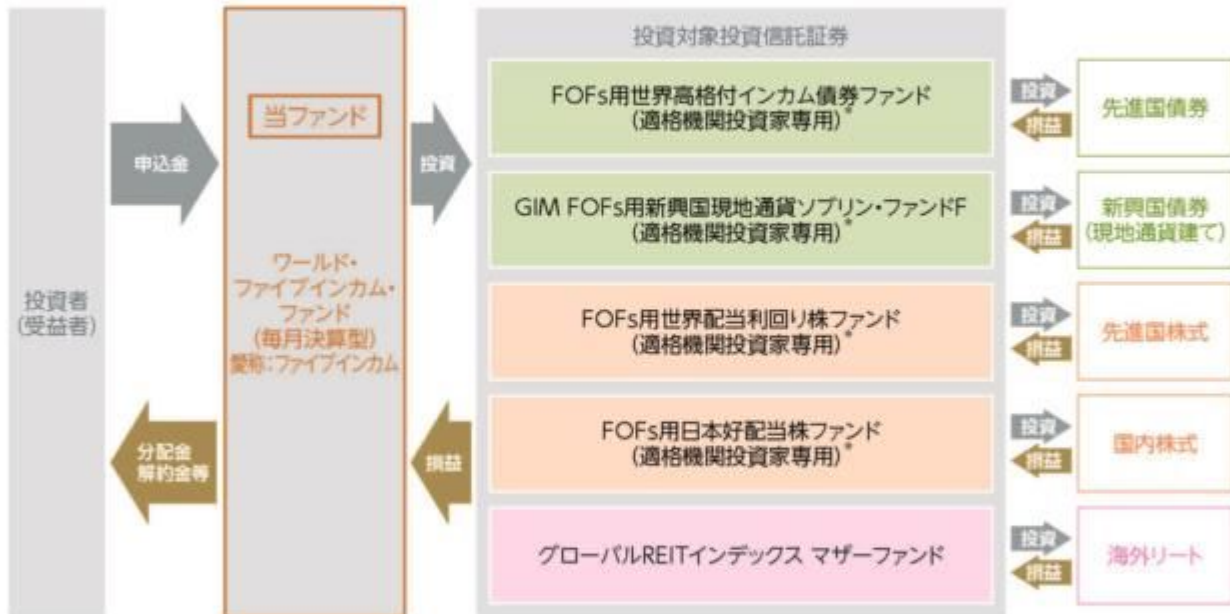 投資者
(受益者)
申込金
分配金
解約金等
当ファンド
ワールド・
ファイブインカム・
ファンド
(毎月決算型)
愛称:ファイブインカム
投資
損益
投資対象投資信託証券
FOFs用世界高格付インカム債券ファンド
(適格機関投資家専用)*
投資
損益
先進国債券
GIM FOFs用新興国現地通貨ソブリン・ファンドF
(適格機関投資家専用)*
投資
損益
新興国債券
(現地通貨建て)
FOFs用世界配当利回り株ファンド
(適格機関投資家専用)*
投資
損益
先進国株式
FOFs用日本好配当株ファンド
(適格機関投資家専用)*
投資
損益
国内株式
グローバルREITインデックス マザーファンド
投資
損益
海外リート